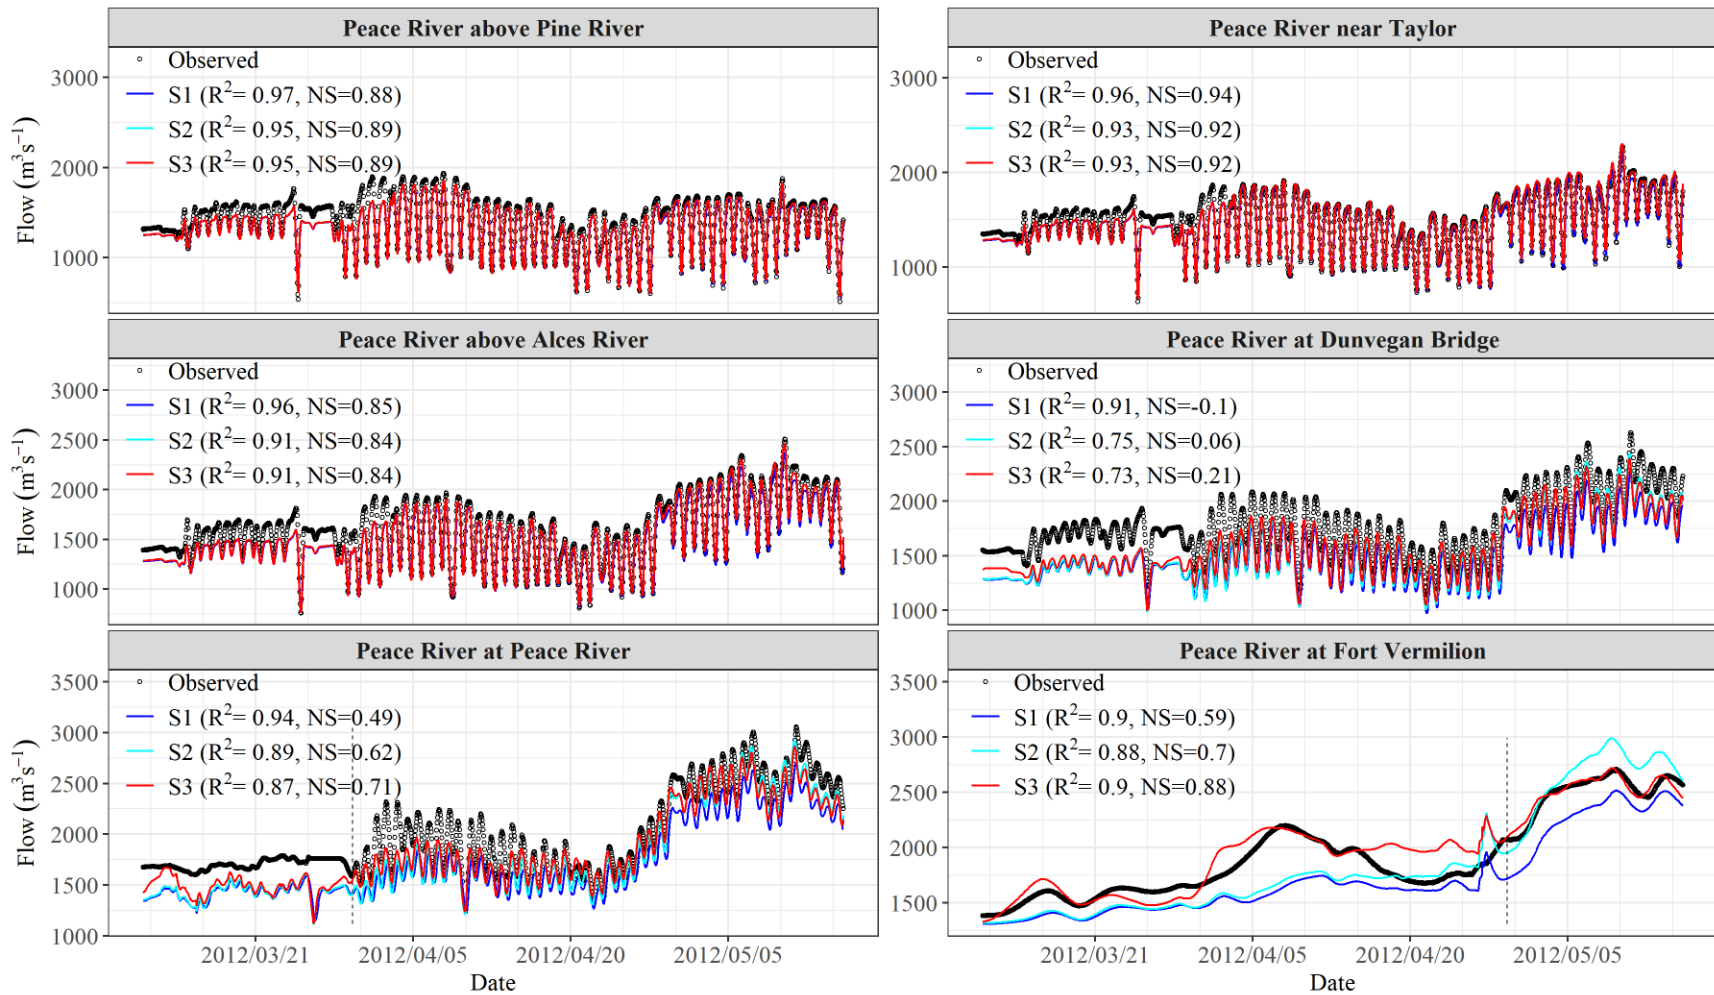 Peace River above Pine River
Peace River near Taylor
Flow (m³s⁻¹)
3000
2000
1000
Observed
S1 (R²= 0.97, NS=0.88)
S2 (R²= 0.95, NS=0.89)
S3 (R²= 0.95, NS=0.89)
3000
2000
1000
Observed
S1 (R²= 0.96, NS=0.94)
S2 (R²= 0.93, NS=0.92)
S3 (R²= 0.93, NS=0.92)
Peace River above Alces River
Peace River at Dunvegan Bridge
Flow (m³s⁻¹)
3000
2500
2000
1500
1000
Observed
S1 (R²= 0.96, NS=0.85)
S2 (R²= 0.91, NS=0.84)
S3 (R²= 0.91, NS=0.84)
3000
2500
2000
1500
1000
Observed
S1 (R²= 0.91, NS=-0.1)
S2 (R²= 0.75, NS=0.06)
S3 (R²= 0.73, NS=0.21)
Peace River at Peace River
Peace River at Fort Vermilion
Flow (m³s⁻¹)
3500
3000
2500
2000
1500
1000
Observed
S1 (R²= 0.94, NS=0.49)
S2 (R²= 0.89, NS=0.62)
S3 (R²= 0.87, NS=0.71)
3500
3000
2500
2000
1500
Observed
S1 (R²= 0.9, NS=0.59)
S2 (R²= 0.88, NS=0.7)
S3 (R²= 0.9, NS=0.88)
2012/03/21 2012/04/05 2012/04/20 2012/05/05
2012/03/21 2012/04/05 2012/04/20 2012/05/05
Date
Date